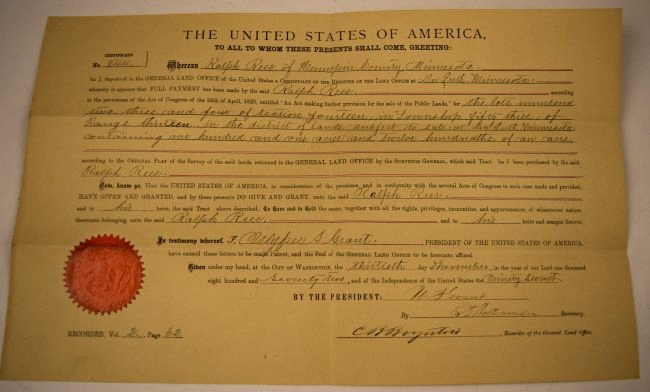 THE UNITED STATES OF AMERICA,
TO ALL TO WHOM THESE PRESENTS SHALL COME, GREETING:
CERTIFICATE
No. 844. Whereas Ralph Rees of Hennepin County, Minnesota.
deposited in the GENERAL LAND OFFICE of the United States a CERTIFICATE OF THE REGISTER OF THE LAND OFFICE at Du Luth Minnesota.
whereby it appears that FULL PAYMENT has been made by the said Ralph Rees. according
to the provisions of the Act of Congress of the 24th of April, 1820, entitled "An Act making further provision for the sale of the Public Lands," for the lots numbered
two, three, and four of section fourteen, in Township fifty three, of
Range thirteen in the district of Lands subject to sale at Du Luth Minnesota
containing one hundred and one acres and twelve hundredths of an acre
according to the OFFICIAL PLAT of the Survey of the said lands, returned to the GENERAL LAND OFFICE by the SURVEYOR GENERAL, which said Tract has been purchased by the said
Ralph Rees.
Now, know ye, That the UNITED STATES OF AMERICA, in consideration of the premises, and in conformity with the several Acts of Congress in such case made and provided,
HAVE GIVEN AND GRANTED, and by these presents DO GIVE AND GRANT, unto the said Ralph Rees
and to his heirs, the said Tract above described; To Have and to Hold the same, together with all the rights, privileges, immunities, and appurtenances, of whatsoever nature,
thereunto belonging, unto the said Ralph Rees. and to his heirs and assigns forever.
In testimony whereof, I, Ulysses S. Grant, PRESIDENT OF THE UNITED STATES OF AMERICA,
have caused these letters to be made Patent, and the Seal of the GENERAL LAND OFFICE to be hereunto affixed.
Given under my hand, at the CITY OF WASHINGTON, the thirtieth day of November, in the year of our Lord one thousand
eight hundred and seventy two, and of the Independence of the United States the ninety seventh
BY THE PRESIDENT: U. S. Grant
By Secretary.
RECORDED, Vol. 2, Page 62 Recorder of the General Land Office.